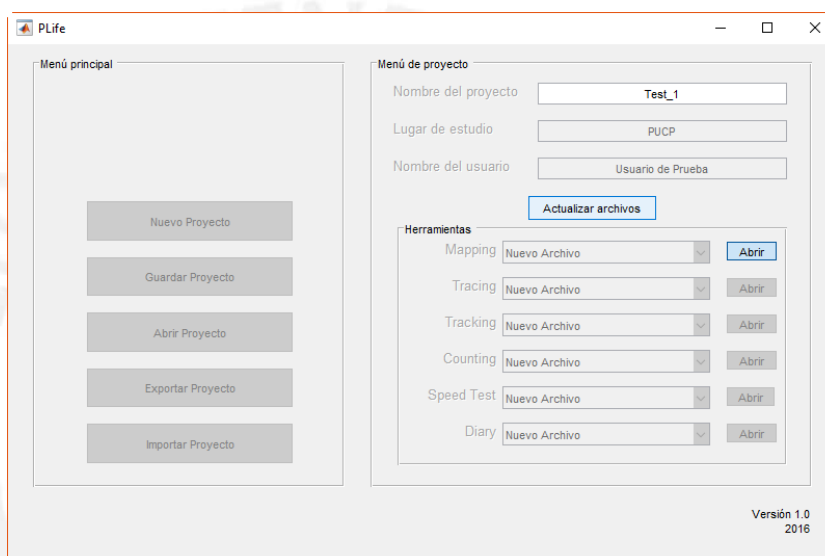 PLife
Menú principal
Nuevo Proyecto
Guardar Proyecto
Abrir Proyecto
Exportar Proyecto
Importar Proyecto
Menú de proyecto
Nombre del proyecto Test_1
Lugar de estudio PUCP
Nombre del usuario Usuario de Prueba
Actualizar archivos
Herramientas
Mapping Nuevo Archivo Abrir
Tracing Nuevo Archivo Abrir
Tracking Nuevo Archivo Abrir
Counting Nuevo Archivo Abrir
Speed Test Nuevo Archivo Abrir
Diary Nuevo Archivo Abrir
Versión 1.0
2016